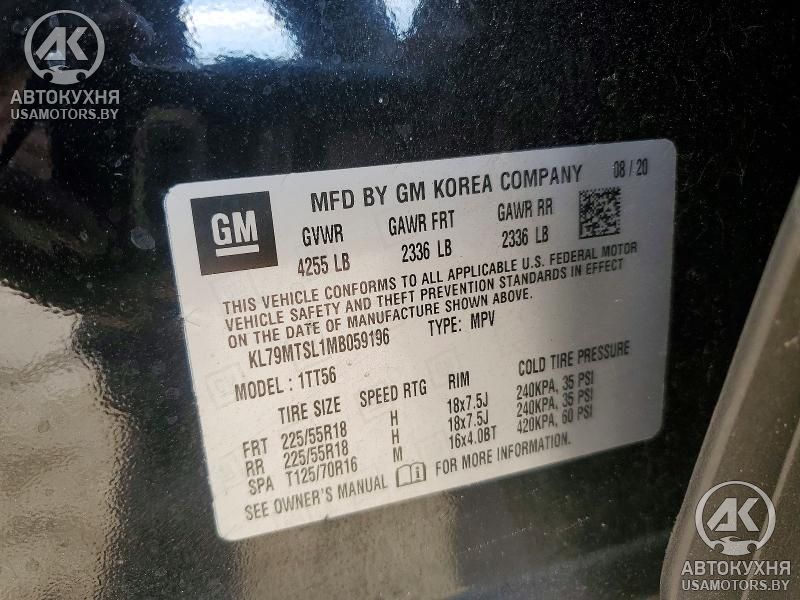 AK
АВТОКУХНЯ
USAMOTORS.BY
GM
MFD BY GM KOREA COMPANY 08/20
GVWR GAWR FRT GAWR RR
4255 LB 2336 LB 2336 LB
THIS VEHICLE CONFORMS TO ALL APPLICABLE U.S. FEDERAL MOTOR
VEHICLE SAFETY AND THEFT PREVENTION STANDARDS IN EFFECT
ON THE DATE OF MANUFACTURE SHOWN ABOVE.
KL79MTSL1MB059196 TYPE: MPV
MODEL: 1TT56
TIRE SIZE SPEED RTG RIM COLD TIRE PRESSURE
FRT 225/55R18 H 18x7.5J 240KPA, 35 PSI
RR 225/55R18 H 18x7.5J 240KPA, 35 PSI
SPA T125/70R16 M 16x4.0BT 420KPA, 60 PSI
SEE OWNER'S MANUAL FOR MORE INFORMATION.
AK
АВТОКУХНЯ
USAMOTORS.BY